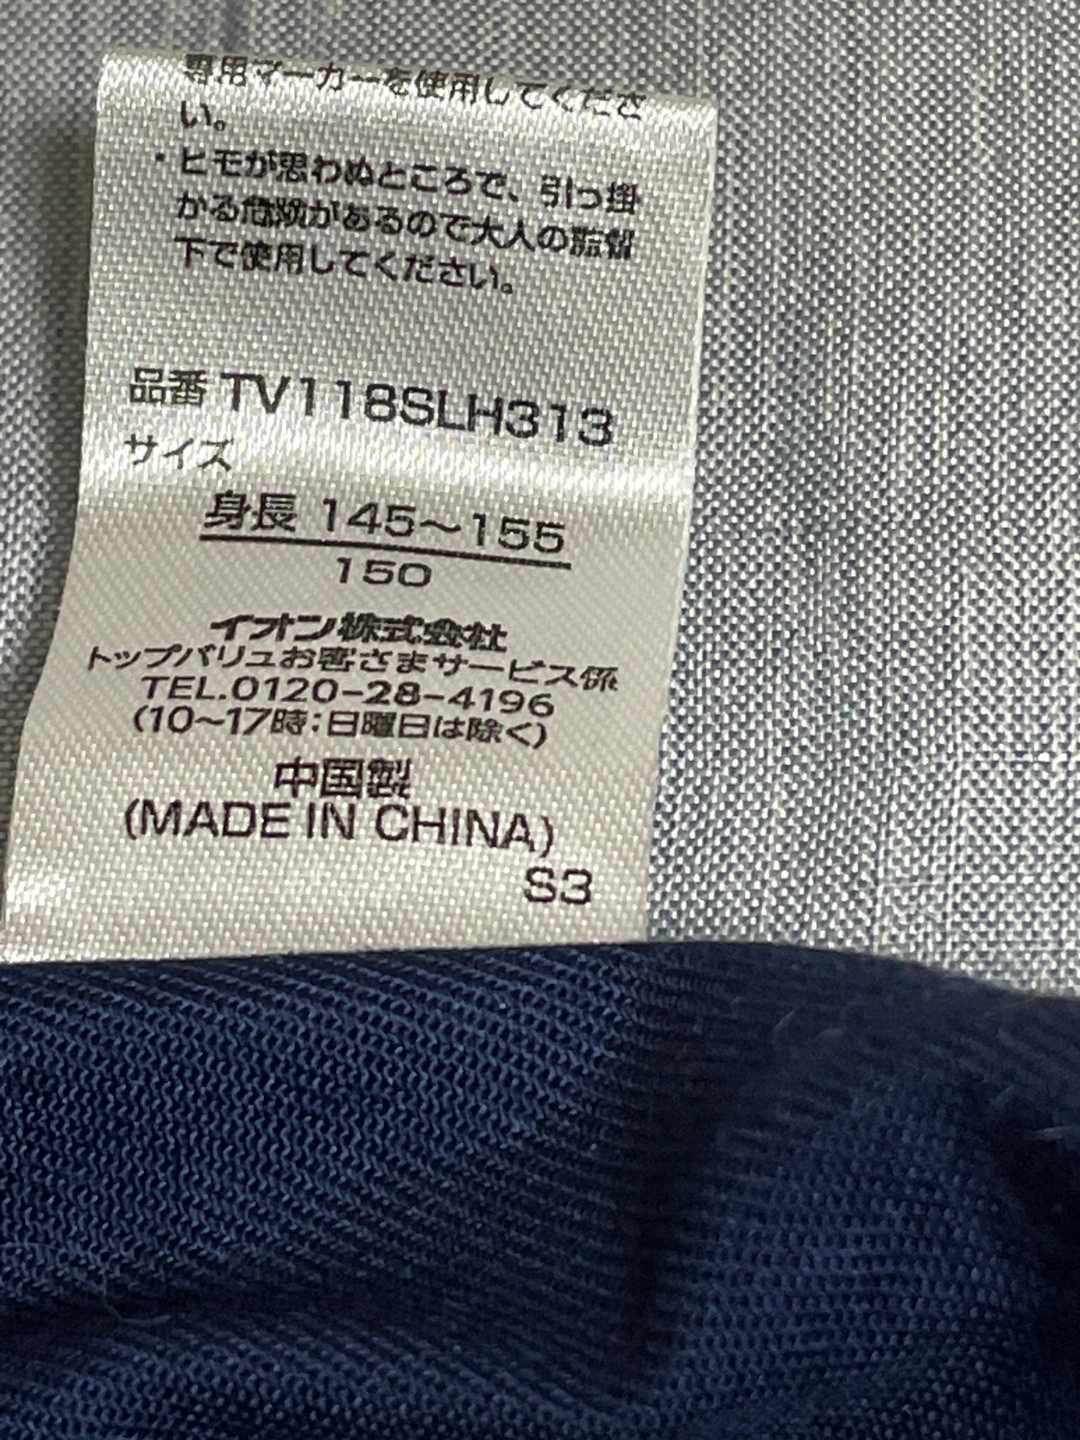 専用マーカーを使用してくださ
い。
・ヒモが思わぬところで、引っ掛
かる危険があるので大人の監督
下で使用してください。
品番 TV118SLH313
サイズ
身長 145～155
150
イオン株式会社
トップバリュお客さまサービス係
TEL.0120-28-4196
(10～17時:日曜日は除く)
中国製
(MADE IN CHINA)
S3